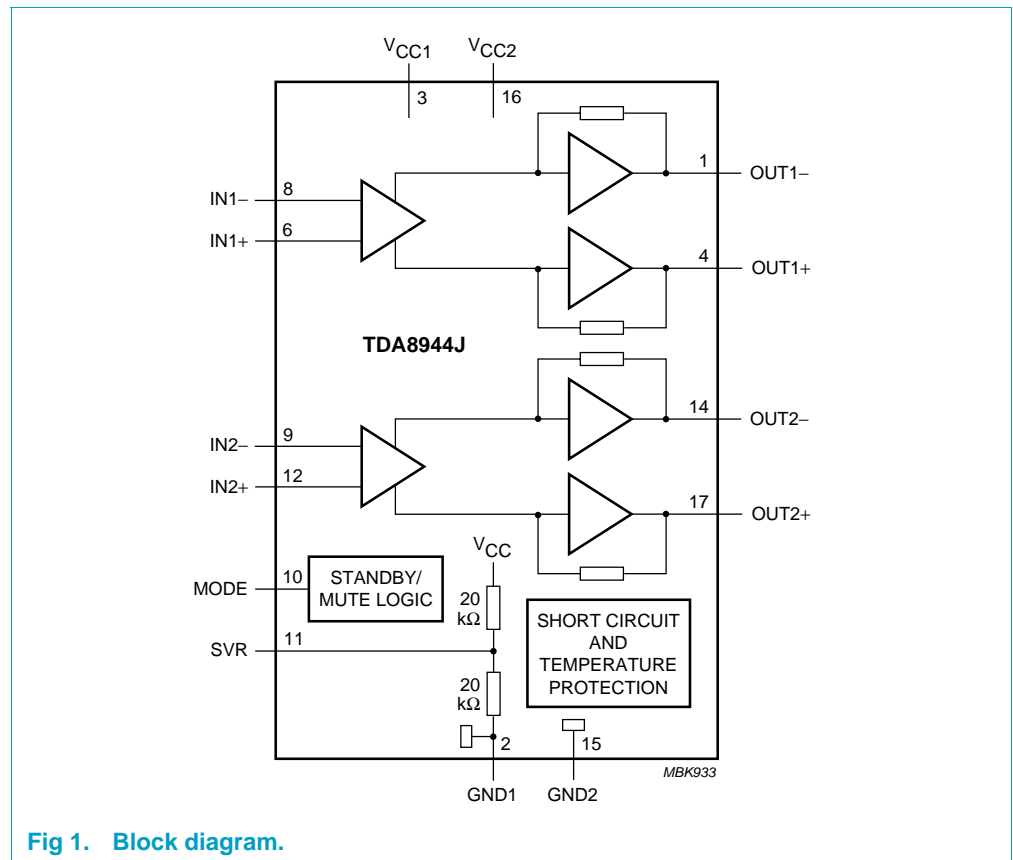 VCC1 VCC2
3 16
1 OUT1−
IN1− 8
IN1+ 6
4 OUT1+
TDA8944J
14 OUT2−
IN2− 9
IN2+ 12
17 OUT2+
VCC
MODE 10 STANDBY/
MUTE LOGIC
20
kΩ
SHORT CIRCUIT
AND
TEMPERATURE
PROTECTION
SVR 11
20
kΩ
2 15
MBK933
GND1 GND2
Fig 1. Block diagram.